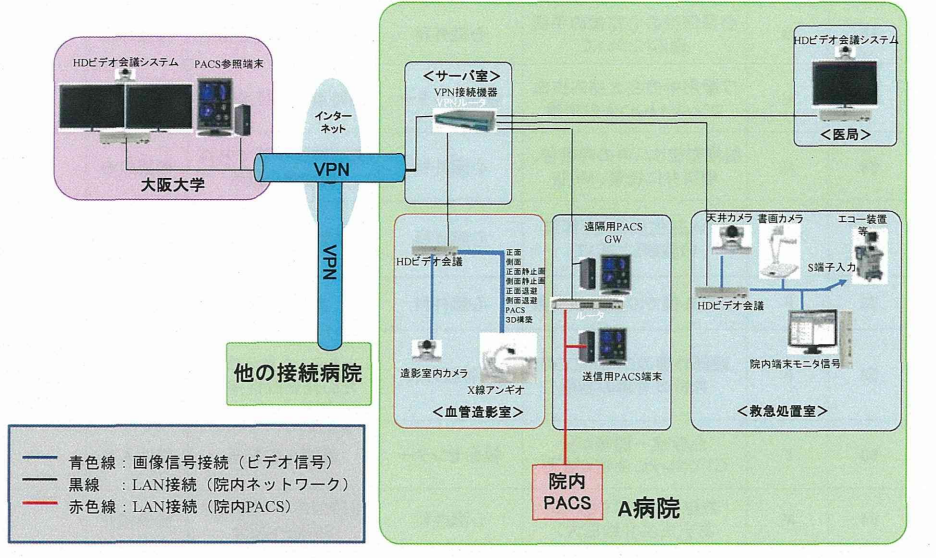 HDビデオ会議システム
PACS参照端末
大阪大学
インター
ネット
VPN
VPN
他の接続病院
<サーバ室>
VPN接続機器
VPNルータ
HDビデオ会議システム
<医局>
HDビデオ会議
正面
側面
正面静止画
側面静止画
正面退避
側面退避
PACS
3D構築
造影室内カメラ
X線アンギオ
<血管造影室>
遠隔用PACS
GW
ルータ
送信用PACS端末
天井カメラ
書画カメラ
エコー装置
等
S端子入力
HDビデオ会議
院内端末モニタ信号
<救急処置室>
院内
PACS
A病院
青色線：画像信号接続（ビデオ信号）
黒線　：LAN接続（院内ネットワーク）
赤色線：LAN接続（院内PACS）